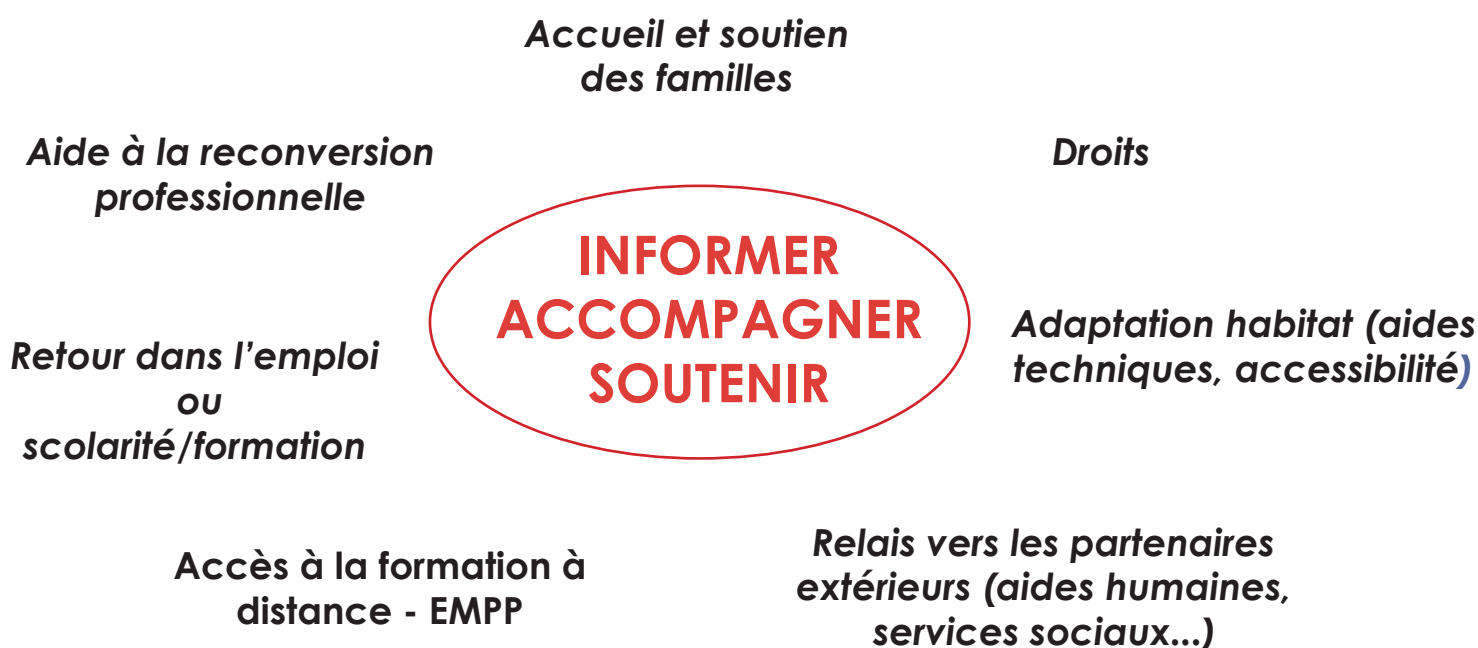 Accueil et soutien
des familles
Aide à la reconversion
professionnelle
Droits
INFORMER
ACCOMPAGNER
SOUTENIR
Adaptation habitat (aides
techniques, accessibilité)
Retour dans l’emploi
ou
scolarité/formation
Accès à la formation à
distance - EMPP
Relais vers les partenaires
extérieurs (aides humaines,
services sociaux...)